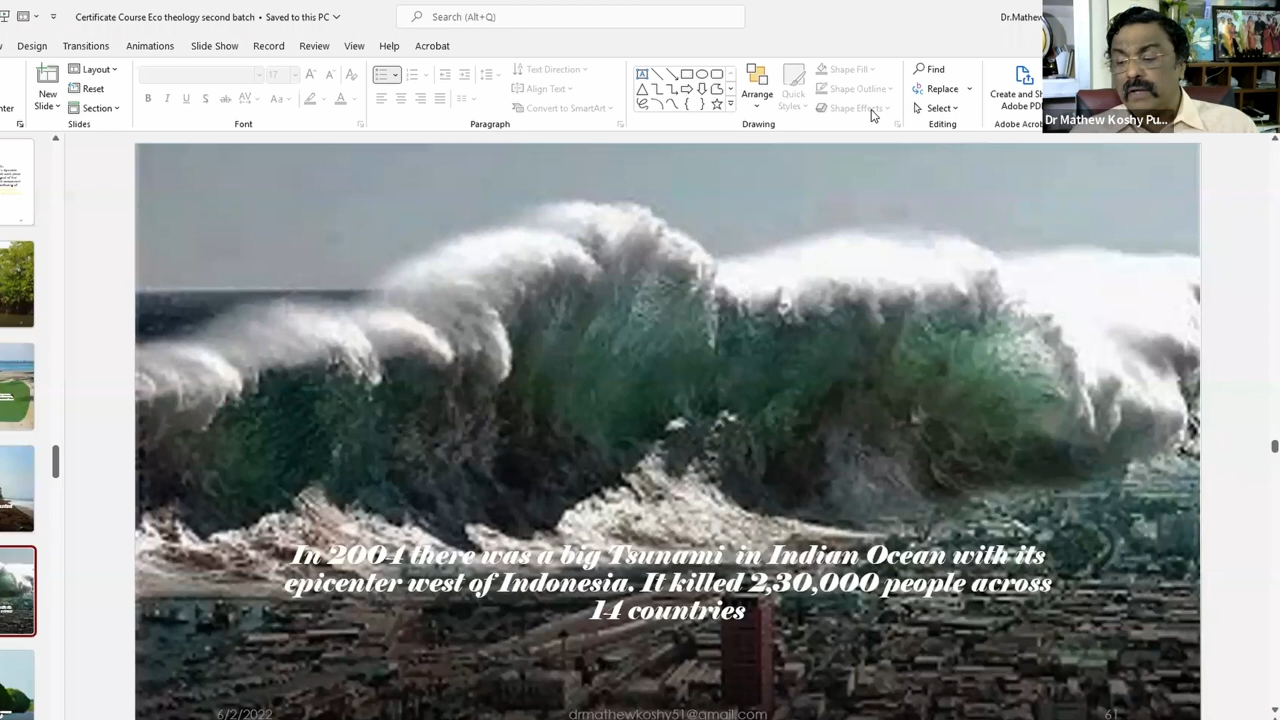 Certificate Course Eco theology second batch • Saved to this PC
Search (Alt+Q)
Dr.Mathew
Design Transitions Animations Slide Show Record Review View Help Acrobat
Layout
New
Slide
Reset
Section
17
Text Direction
Align Text
Convert to SmartArt
Arrange
Quick
Styles
Shape Fill
Shape Outline
Shape Effects
Find
Replace
Select
Create and Sh
Adobe PD
Slides
Font
Paragraph
Drawing
Editing
Adobe Acro
Dr Mathew Koshy Pu...
In 2004 there was a big Tsunami in Indian Ocean with its
epicenter west of Indonesia. It killed 2,30,000 people across
14 countries
6/2/2022
drmathewkoshy51@gmail.com
61